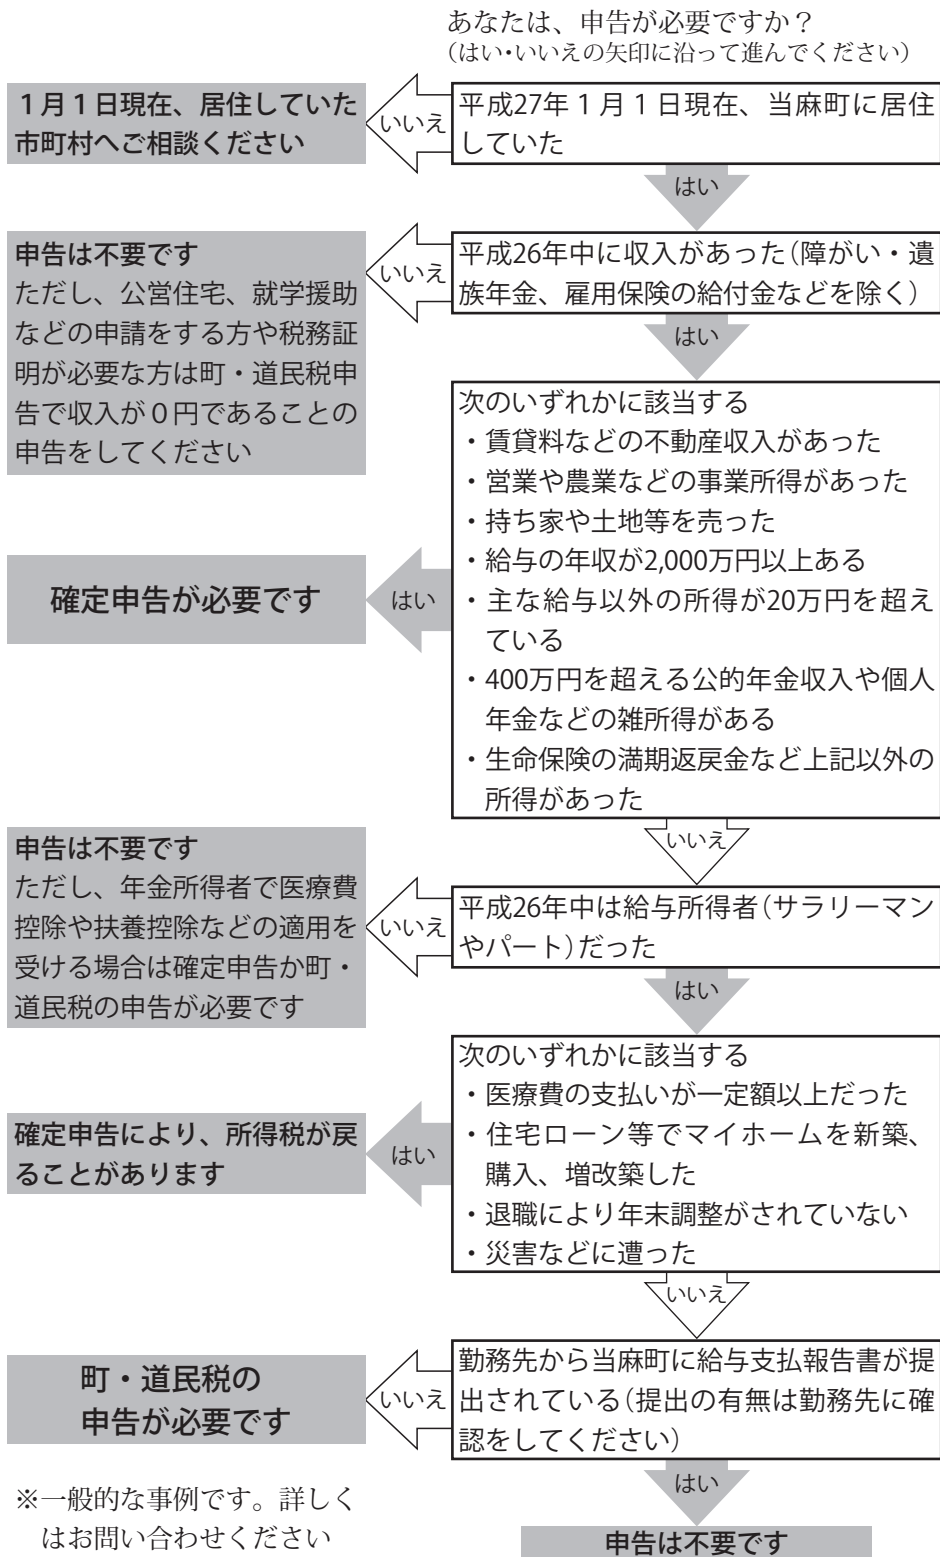 あなたは、申告が必要ですか？
（はい・いいえの矢印に沿って進んでください）
平成27年１月１日現在、当麻町に居住
していた
いいえ
１月１日現在、居住していた
市町村へご相談ください
はい
平成26年中に収入があった（障がい・遺
族年金、雇用保険の給付金などを除く）
いいえ
申告は不要です
ただし、公営住宅、就学援助
などの申請をする方や税務証
明が必要な方は町・道民税申
告で収入が０円であることの
申告をしてください
はい
次のいずれかに該当する
・賃貸料などの不動産収入があった
・営業や農業などの事業所得があった
・持ち家や土地等を売った
・給与の年収が2,000万円以上ある
・主な給与以外の所得が20万円を超え
ている
・400万円を超える公的年金収入や個人
年金などの雑所得がある
・生命保険の満期返戻金など上記以外の
所得があった
はい
確定申告が必要です
いいえ
平成26年中は給与所得者（サラリーマン
やパート）だった
いいえ
申告は不要です
ただし、年金所得者で医療費
控除や扶養控除などの適用を
受ける場合は確定申告か町・
道民税の申告が必要です
はい
次のいずれかに該当する
・医療費の支払いが一定額以上だった
・住宅ローン等でマイホームを新築、
購入、増改築した
・退職により年末調整がされていない
・災害などに遭った
はい
確定申告により、所得税が戻
ることがあります
いいえ
勤務先から当麻町に給与支払報告書が提
出されている（提出の有無は勤務先に確
認をしてください）
いいえ
町・道民税の
申告が必要です
はい
申告は不要です
※一般的な事例です。詳しく
はお問い合わせください